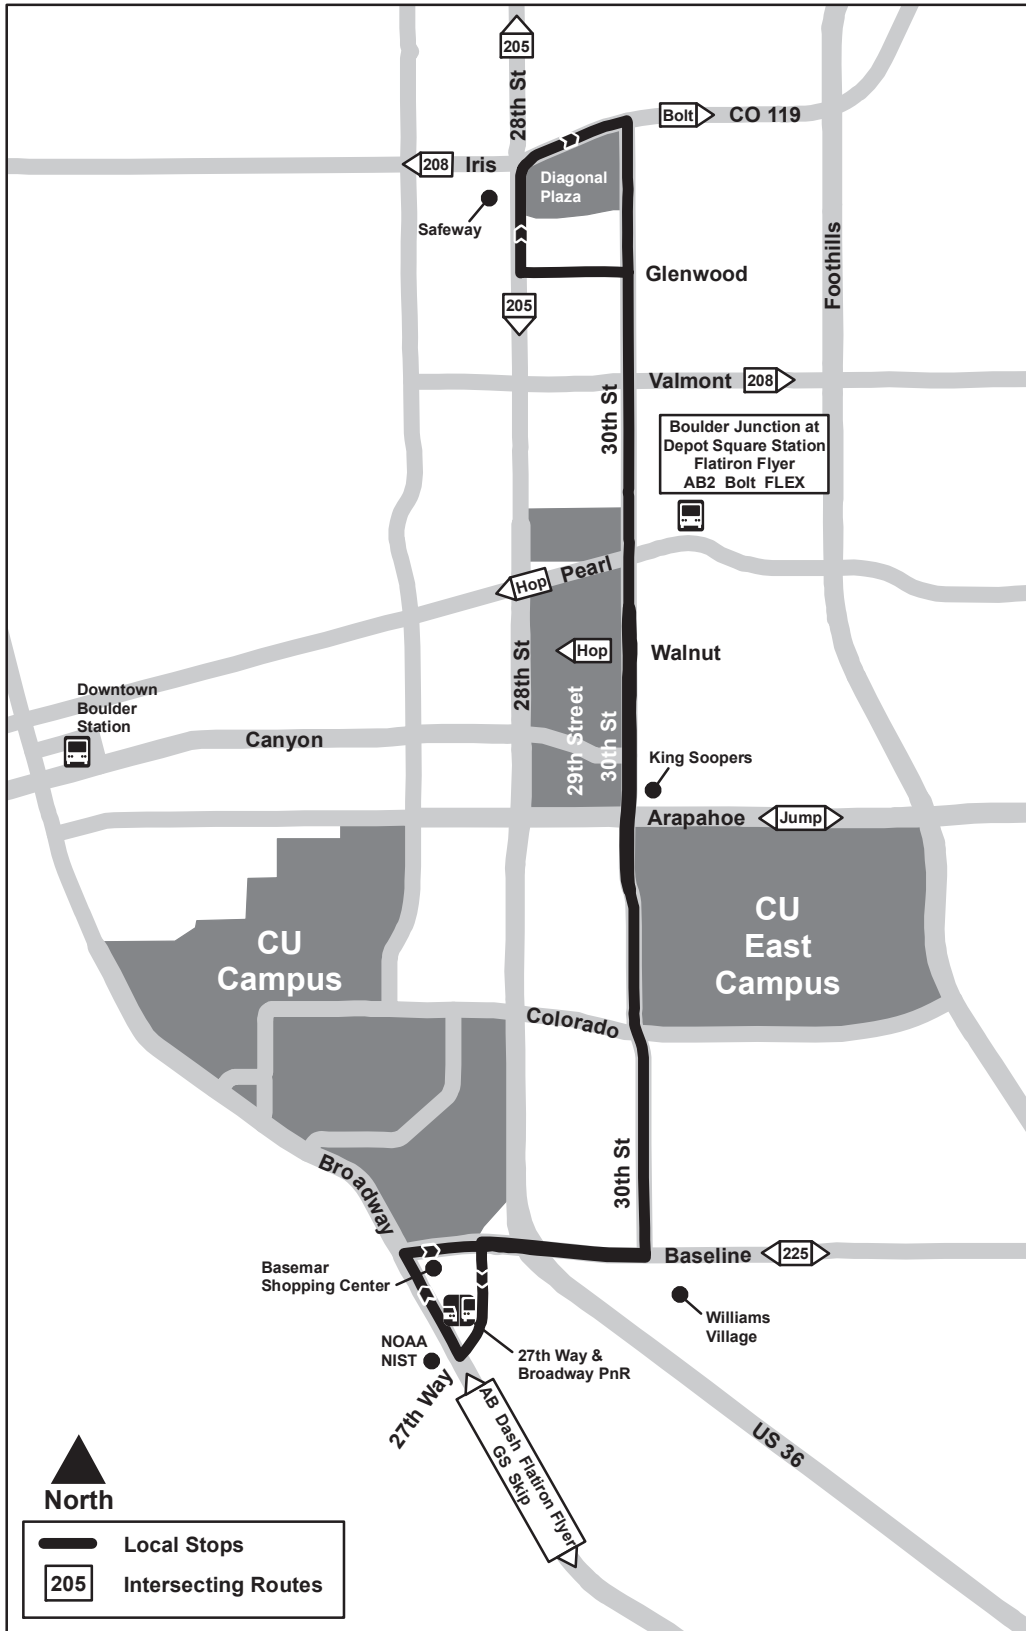 205
28th St
Bolt
CO 119
208
Iris
Diagonal
Plaza
Safeway
Foothills
Glenwood
205
Valmont
208
30th St
Boulder Junction at
Depot Square Station
Flatiron Flyer
AB2 Bolt FLEX
Pearl
Hop
Hop
Walnut
28th St
29th Street
30th St
Downtown
Boulder
Station
Canyon
King Soopers
Arapahoe
Jump
CU
Campus
CU
East
Campus
Colorado
30th St
Broadway
Baseline
225
Basemar
Shopping Center
Williams
Village
NOAA
NIST
27th Way &
Broadway PnR
27th Way
AB Dash Flatiron Flyer
GS Skip
US 36
North
Local Stops
205
Intersecting Routes